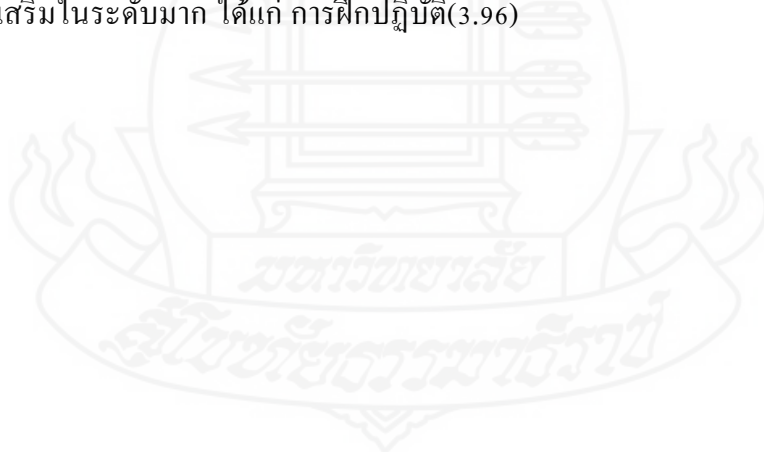 เสริมในระดับมาก ได้แก่ การฝึกปฏิบัติ(3.96)
มหาวิทยาลัย
สุโขทัยธรรมาธิราช